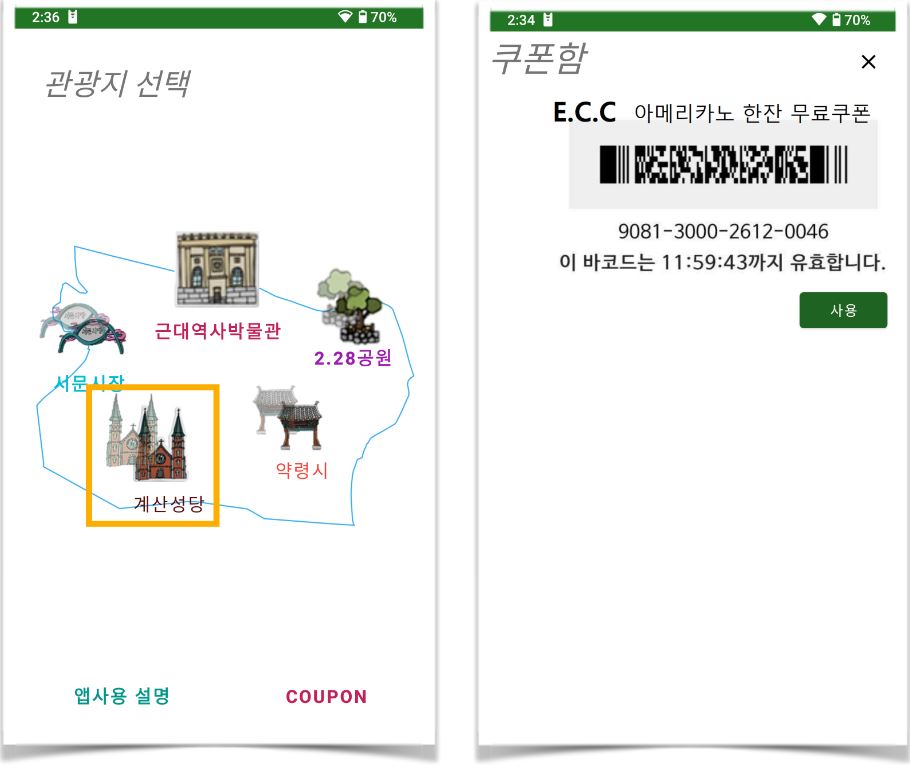 2:36 70%
관광지 선택
근대역사박물관
2.28공원
서문시장
약령시
계산성당
앱사용 설명 COUPON
2:34 70%
쿠폰함
E.C.C 아메리카노 한잔 무료쿠폰
9081-3000-2612-0046
이 바코드는 11:59:43까지 유효합니다.
사용